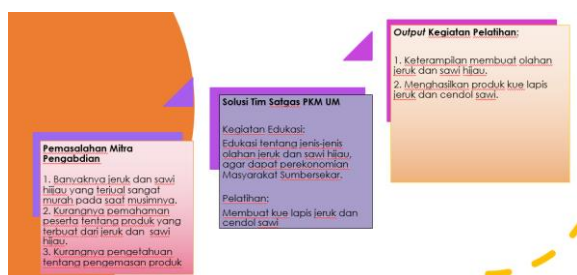 Pemasalahan Mitra
Pengabdian
1. Banyaknya jeruk dan sawi
hiijau yang terjual sangat
murah pada saat musimnya.
2. Kurangnya pemahaman
peserta tentang produk yang
terbuat dari jeruk dan sawi
hijau.
3. Kurangnya pengetahuan
tentang pengemasan produk
Solusi Tim Satgas PKM UM
Kegiatan Edukasi:
Edukasi tentang jenis-jenis
olahan jeruk dan sawi hijau,
agar dapat perekonomian
Masyarakat Sumbersekar.
Pelatihan:
Membuat kue lapis jeruk dan
cendol sawi
Output Kegiatan Pelatihan:
1. Keterampilan membuat olahan
jeruk dan sawi hijau.
2. Menghasilkan produk kue lapis
jeruk dan cendol sawi.